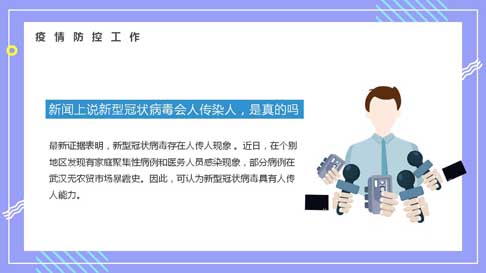 疫情防控工作
新闻上说新型冠状病毒会人传染人，是真的吗
最新证据表明，新型冠状病毒存在人传人现象 。近日，在个别
地区发现有家庭聚集性病例和医务人员感染现象，部分病例在
武汉无农贸市场暴露史。因此，可认为新型冠状病毒具有人传
人能力。